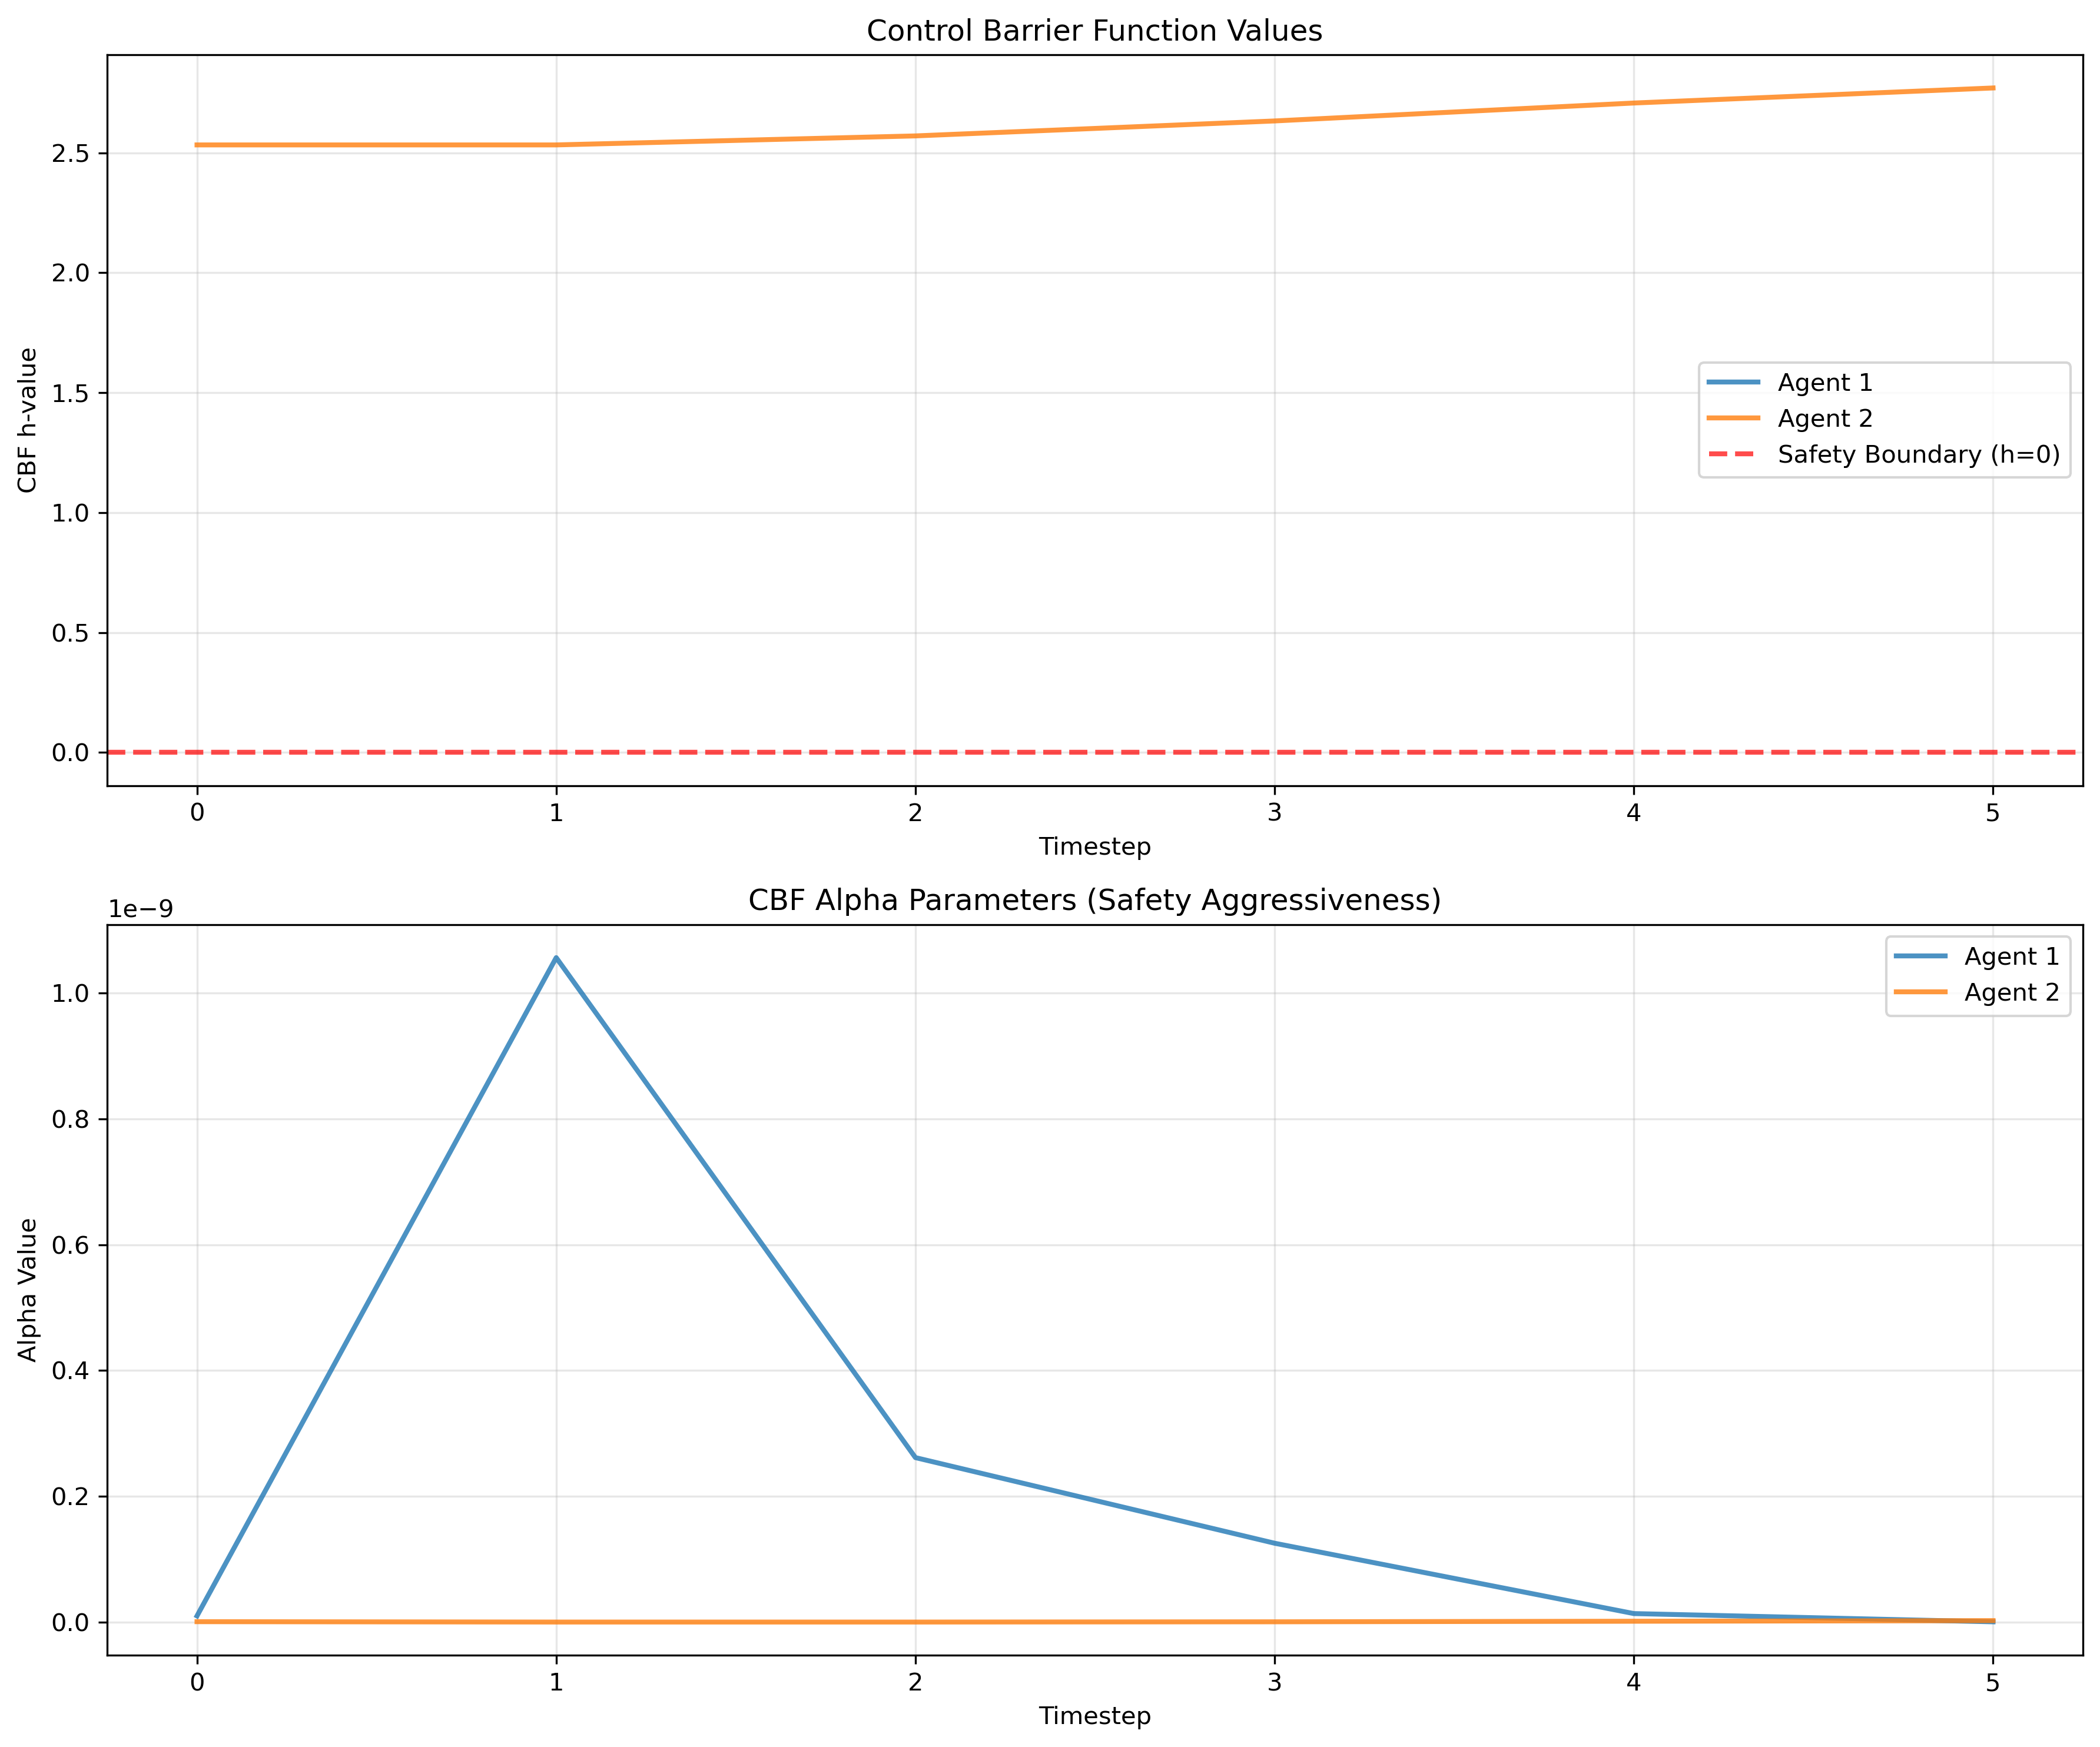 Control Barrier Function Values
CBF h-value
2.5
2.0
1.5
1.0
0.5
0.0
Agent 1
Agent 2
Safety Boundary (h=0)
0 1 2 3 4 5
Timestep
CBF Alpha Parameters (Safety Aggressiveness)
1e−9
Alpha Value
1.0
0.8
0.6
0.4
0.2
0.0
Agent 1
Agent 2
0 1 2 3 4 5
Timestep